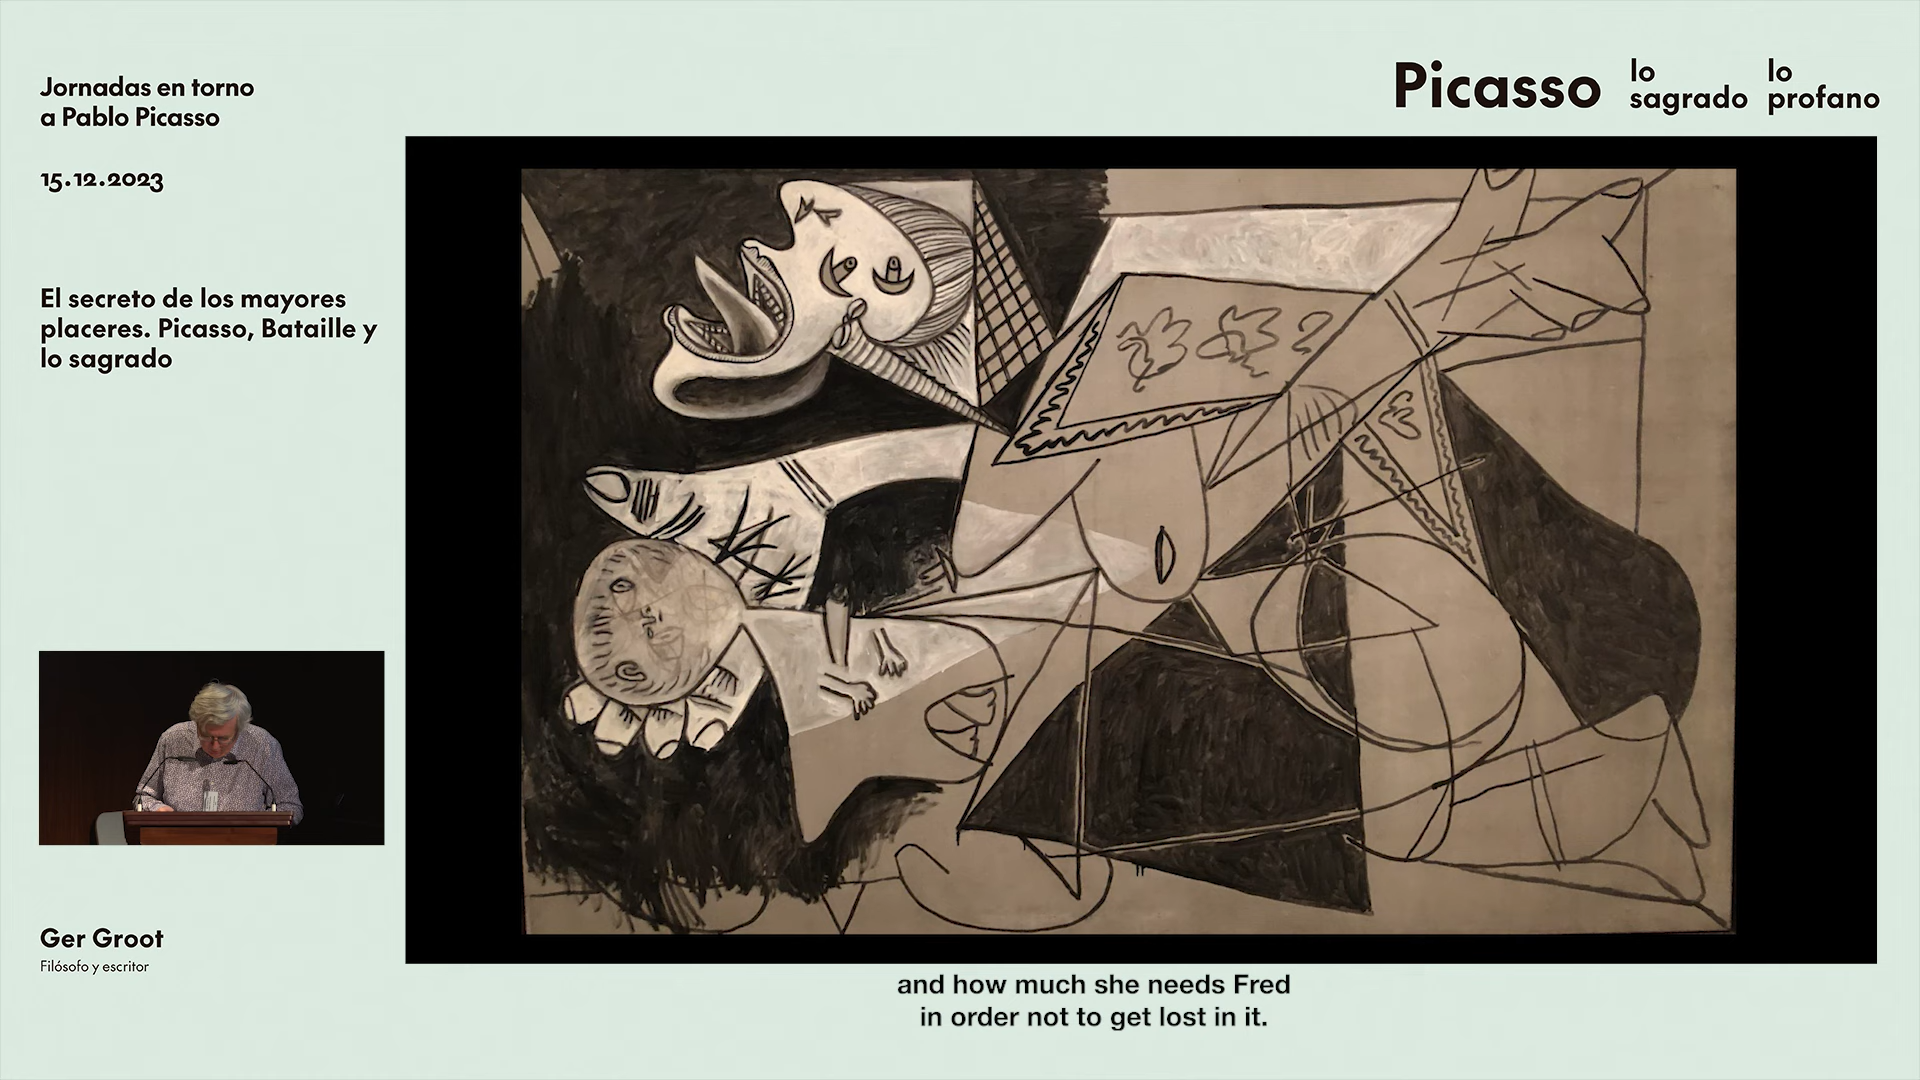 Jornadas en torno
a Pablo Picasso
15.12.2023
El secreto de los mayores
placeres. Picasso, Bataille y
lo sagrado
Ger Groot
Filósofo y escritor
Picasso
lo
sagrado
lo
profano
and how much she needs Fred
in order not to get lost in it.